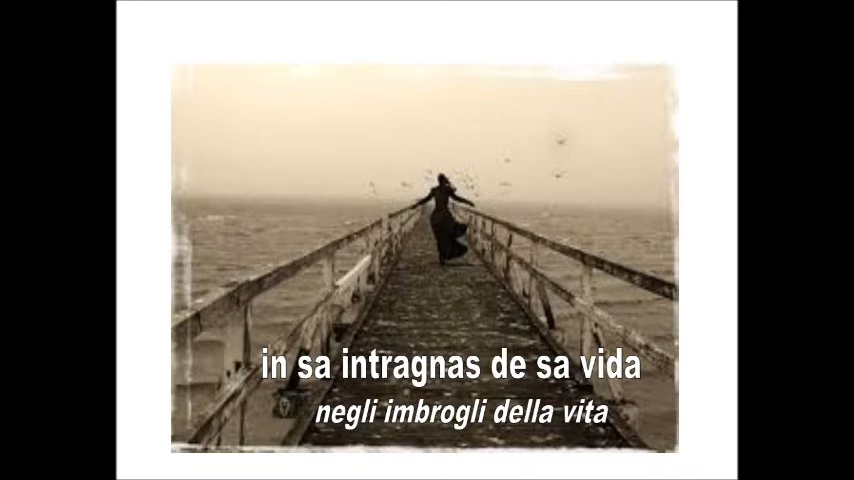 in sa intragnas de sa vida
negli imbrogli della vita